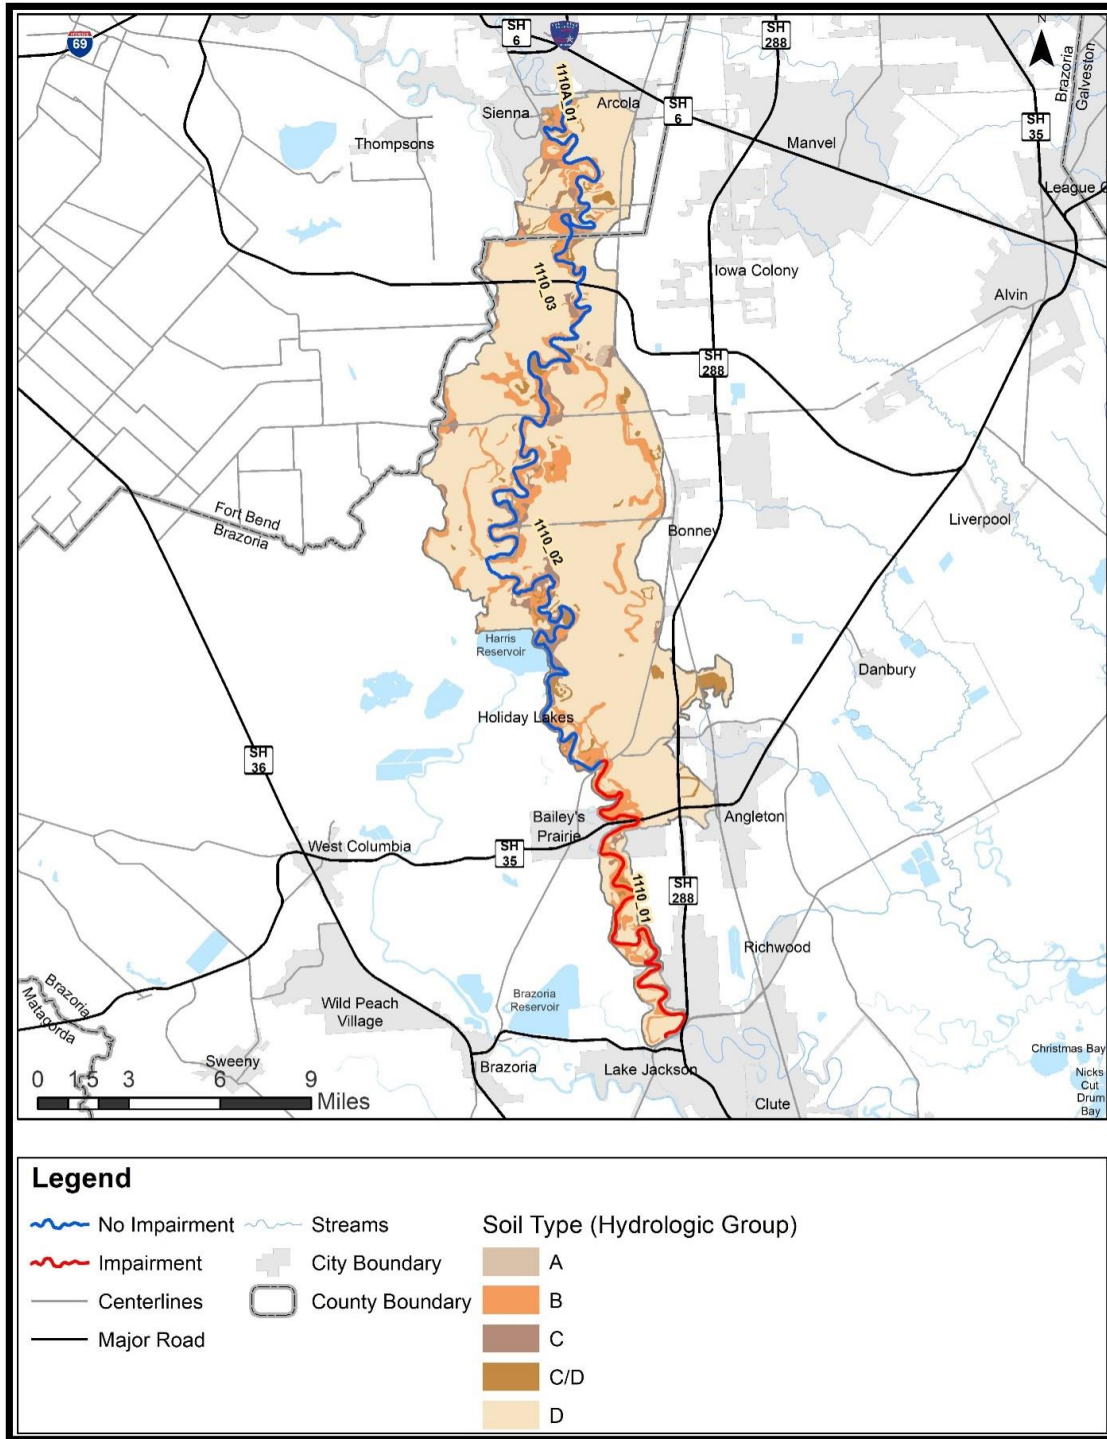 69
SH
6
SH
288
N
Brazoria
Galveston
1110A_01
Sienna
Arcola
SH
6
SH
35
Thompsons
Manvel
League C
1110_03
Iowa Colony
Alvin
SH
288
Fort Bend
Brazoria
1110_02
Bonney
Liverpool
Harris
Reservoir
Danbury
Holiday Lakes
SH
36
Bailey's
Prairie
Angleton
West Columbia
SH
35
1110_01
SH
288
Richwood
Brazoria
Matagorda
Wild Peach
Village
Brazoria
Reservoir
Sweeny
Brazoria
Lake Jackson
Clute
Christmas Bay
Nicks
Cut
Drum
Bay
0 1.5 3 6 9
Miles
Legend
No Impairment
Impairment
Centerlines
Major Road
Streams
City Boundary
County Boundary
Soil Type (Hydrologic Group)
A
B
C
C/D
D